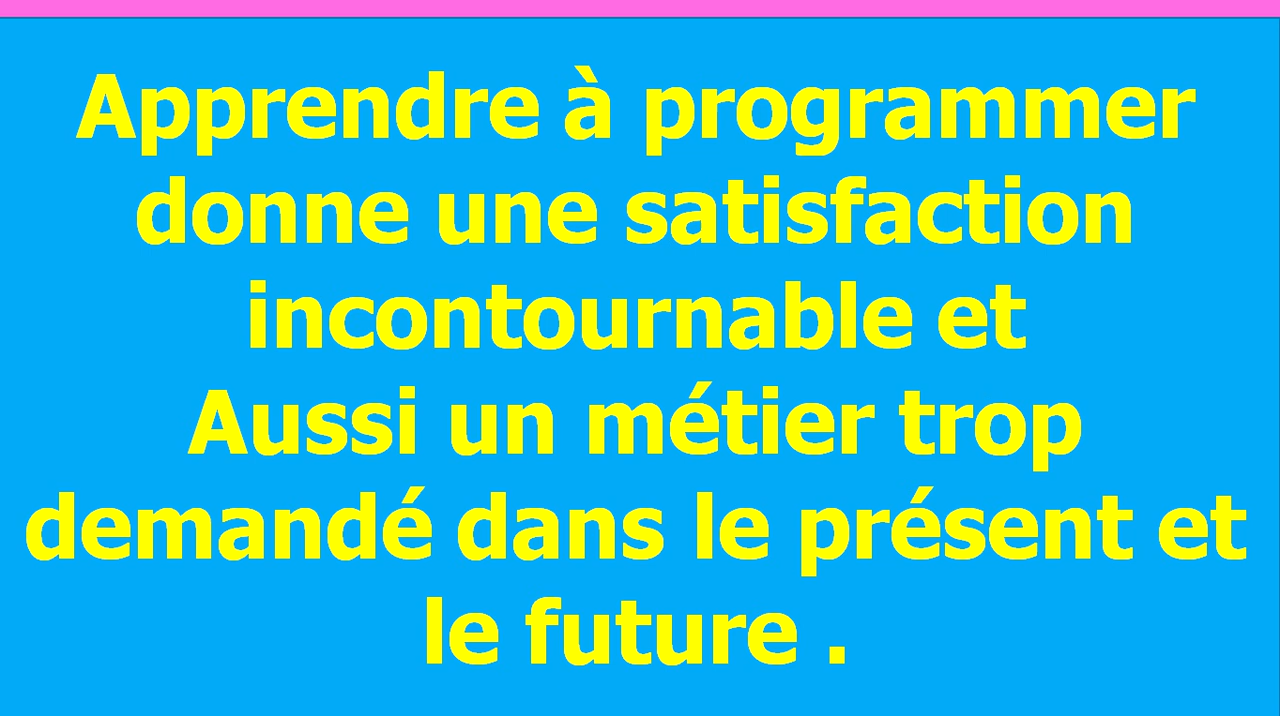 Apprendre à programmer
donne une satisfaction
incontournable et
Aussi un métier trop
demandé dans le présent et
le future .